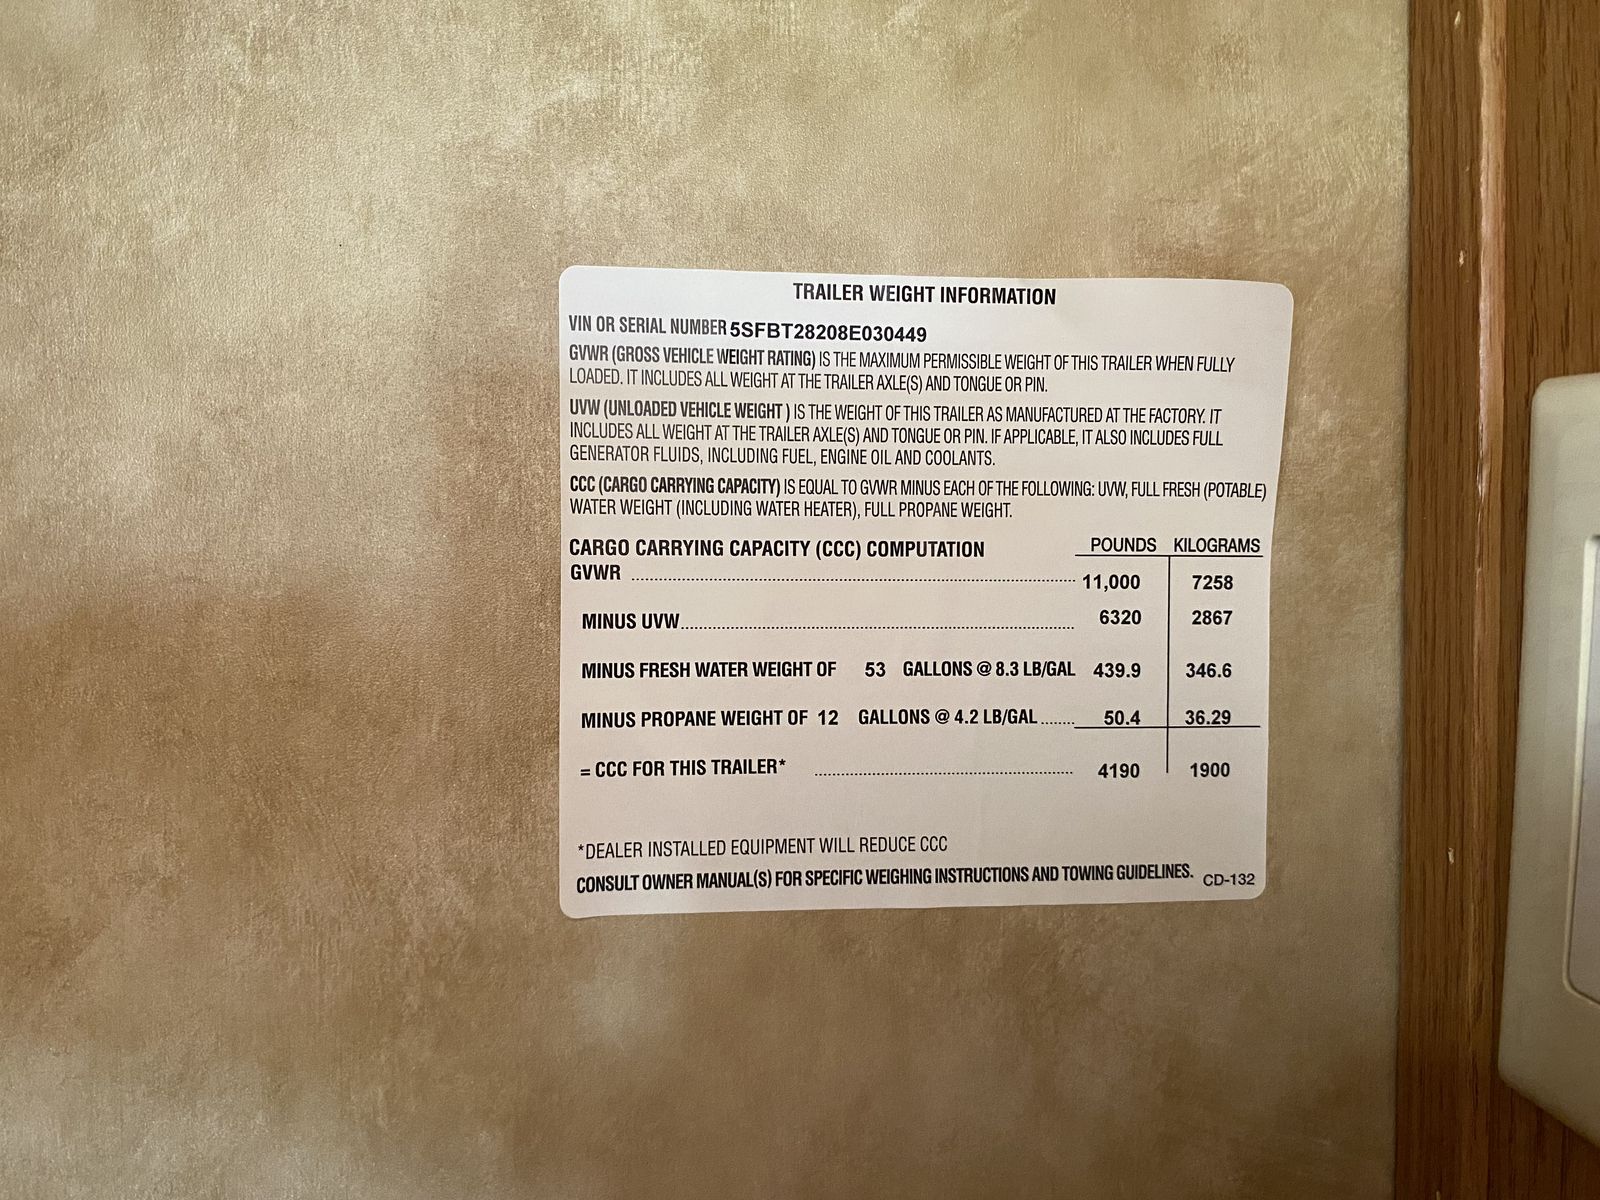 TRAILER WEIGHT INFORMATION
VIN OR SERIAL NUMBER 5SFBT28208E030449
GVWR (GROSS VEHICLE WEIGHT RATING) IS THE MAXIMUM PERMISSIBLE WEIGHT OF THIS TRAILER WHEN FULLY
LOADED. IT INCLUDES ALL WEIGHT AT THE TRAILER AXLE(S) AND TONGUE OR PIN.
UVW (UNLOADED VEHICLE WEIGHT ) IS THE WEIGHT OF THIS TRAILER AS MANUFACTURED AT THE FACTORY. IT
INCLUDES ALL WEIGHT AT THE TRAILER AXLE(S) AND TONGUE OR PIN. IF APPLICABLE, IT ALSO INCLUDES FULL
GENERATOR FLUIDS, INCLUDING FUEL, ENGINE OIL AND COOLANTS.
CCC (CARGO CARRYING CAPACITY) IS EQUAL TO GVWR MINUS EACH OF THE FOLLOWING: UVW, FULL FRESH (POTABLE)
WATER WEIGHT (INCLUDING WATER HEATER), FULL PROPANE WEIGHT.
CARGO CARRYING CAPACITY (CCC) COMPUTATION POUNDS KILOGRAMS
GVWR ........ 11,000 7258
MINUS UVW ........ 6320 2867
MINUS FRESH WATER WEIGHT OF 53 GALLONS @ 8.3 LB/GAL 439.9 346.6
MINUS PROPANE WEIGHT OF 12 GALLONS @ 4.2 LB/GAL ........ 50.4 36.29
= CCC FOR THIS TRAILER* ........ 4190 1900
*DEALER INSTALLED EQUIPMENT WILL REDUCE CCC
CONSULT OWNER MANUAL(S) FOR SPECIFIC WEIGHING INSTRUCTIONS AND TOWING GUIDELINES. CD-132